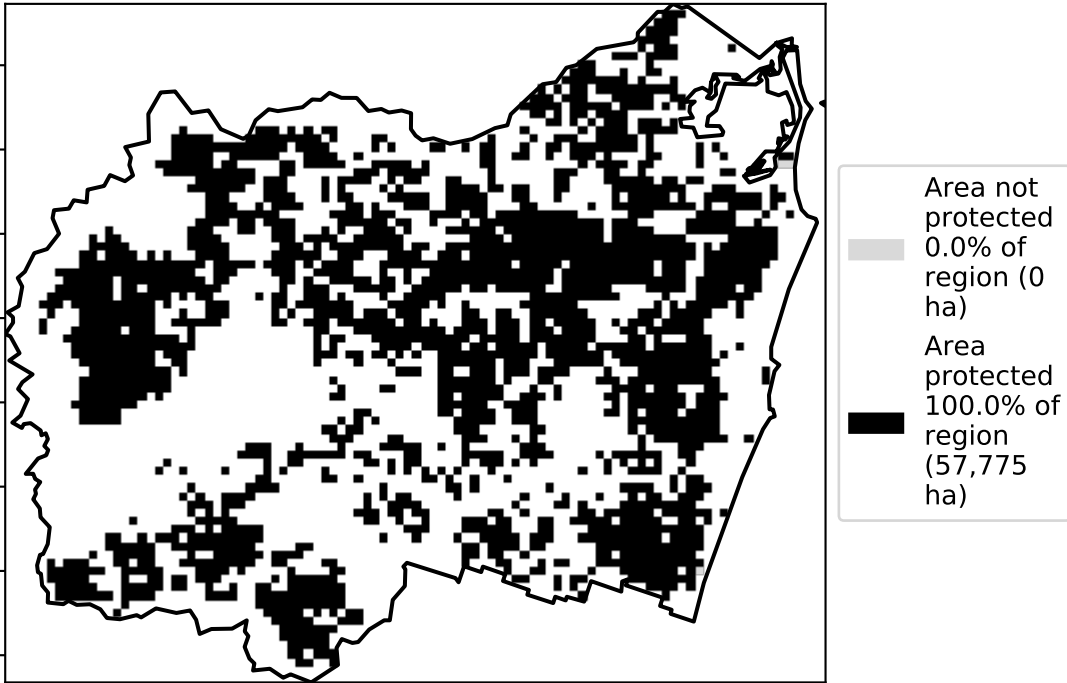 Area not
protected
0.0% of
region (0
ha)
Area
protected
100.0% of
region
(57,775
ha)